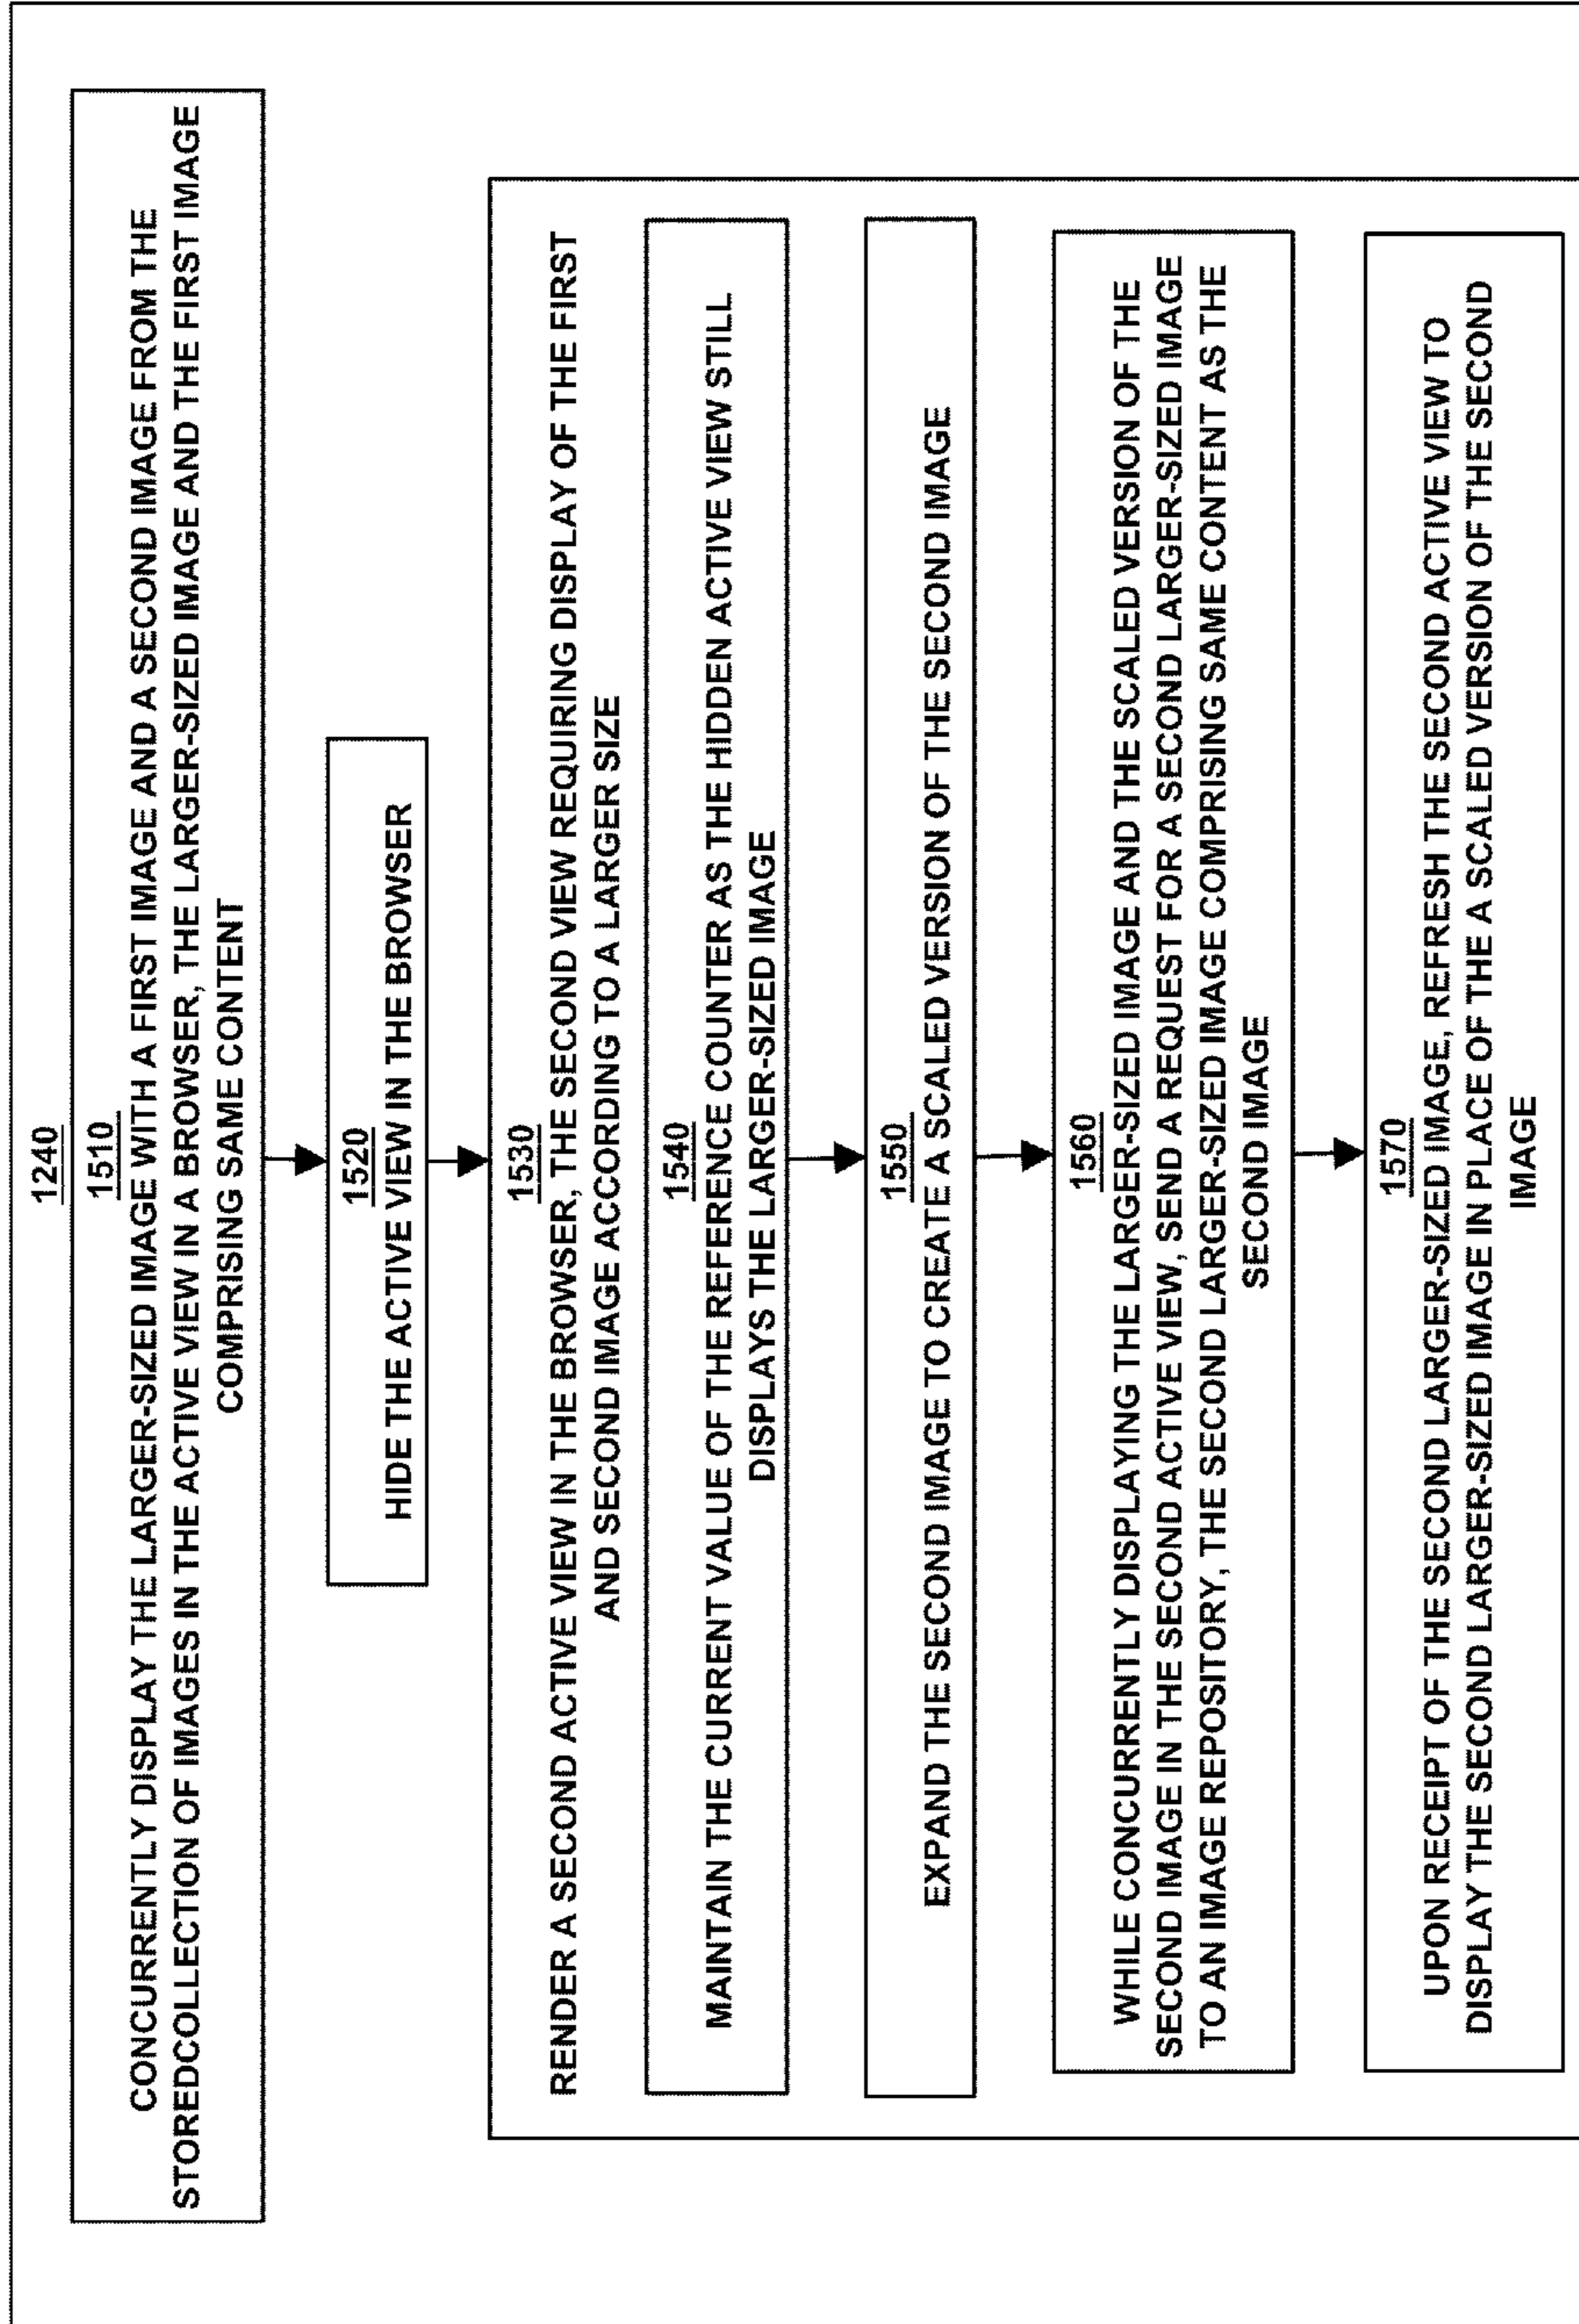 1240
1510
CONCURRENTLY DISPLAY THE LARGER-SIZED IMAGE WITH A FIRST IMAGE AND A SECOND IMAGE FROM THE
STOREDCOLLECTION OF IMAGES IN THE ACTIVE VIEW IN A BROWSER, THE LARGER-SIZED IMAGE AND THE FIRST IMAGE
COMPRISING SAME CONTENT
1520
HIDE THE ACTIVE VIEW IN THE BROWSER
1530
RENDER A SECOND ACTIVE VIEW IN THE BROWSER, THE SECOND VIEW REQUIRING DISPLAY OF THE FIRST
AND SECOND IMAGE ACCORDING TO A LARGER SIZE
1540
MAINTAIN THE CURRENT VALUE OF THE REFERENCE COUNTER AS THE HIDDEN ACTIVE VIEW STILL
DISPLAYS THE LARGER-SIZED IMAGE
1550
EXPAND THE SECOND IMAGE TO CREATE A SCALED VERSION OF THE SECOND IMAGE
1560
WHILE CONCURRENTLY DISPLAYING THE LARGER-SIZED IMAGE AND THE SCALED VERSION OF THE
SECOND IMAGE IN THE SECOND ACTIVE VIEW, SEND A REQUEST FOR A SECOND LARGER-SIZED IMAGE
TO AN IMAGE REPOSITORY, THE SECOND LARGER-SIZED IMAGE COMPRISING SAME CONTENT AS THE
SECOND IMAGE
1570
UPON RECEIPT OF THE SECOND LARGER-SIZED IMAGE, REFRESH THE SECOND ACTIVE VIEW TO
DISPLAY THE SECOND LARGER-SIZED IMAGE IN PLACE OF THE A SCALED VERSION OF THE SECOND
IMAGE